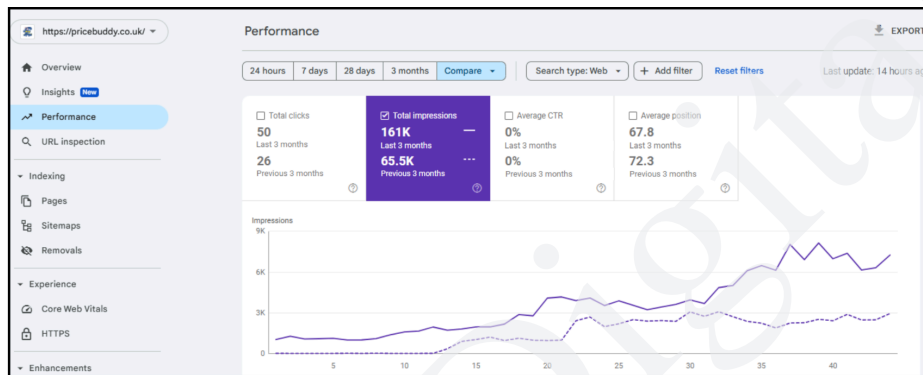 https://pricebuddy.co.uk/
Performance
EXPORT
24 hours 7 days 28 days 3 months Compare Search type: Web + Add filter Reset filters Last update: 14 hours ag
Overview
Insights New
Performance
URL inspection
Indexing
Pages
Sitemaps
Removals
Experience
Core Web Vitals
HTTPS
Enhancements
Total clicks
50
Last 3 months
26
Previous 3 months
Total impressions
161K
Last 3 months
65.5K
Previous 3 months
Average CTR
0%
Last 3 months
0%
Previous 3 months
Average position
67.8
Last 3 months
72.3
Previous 3 months
Impressions
9K
6K
3K
0
5 10 15 20 25 30 35 40
Digita